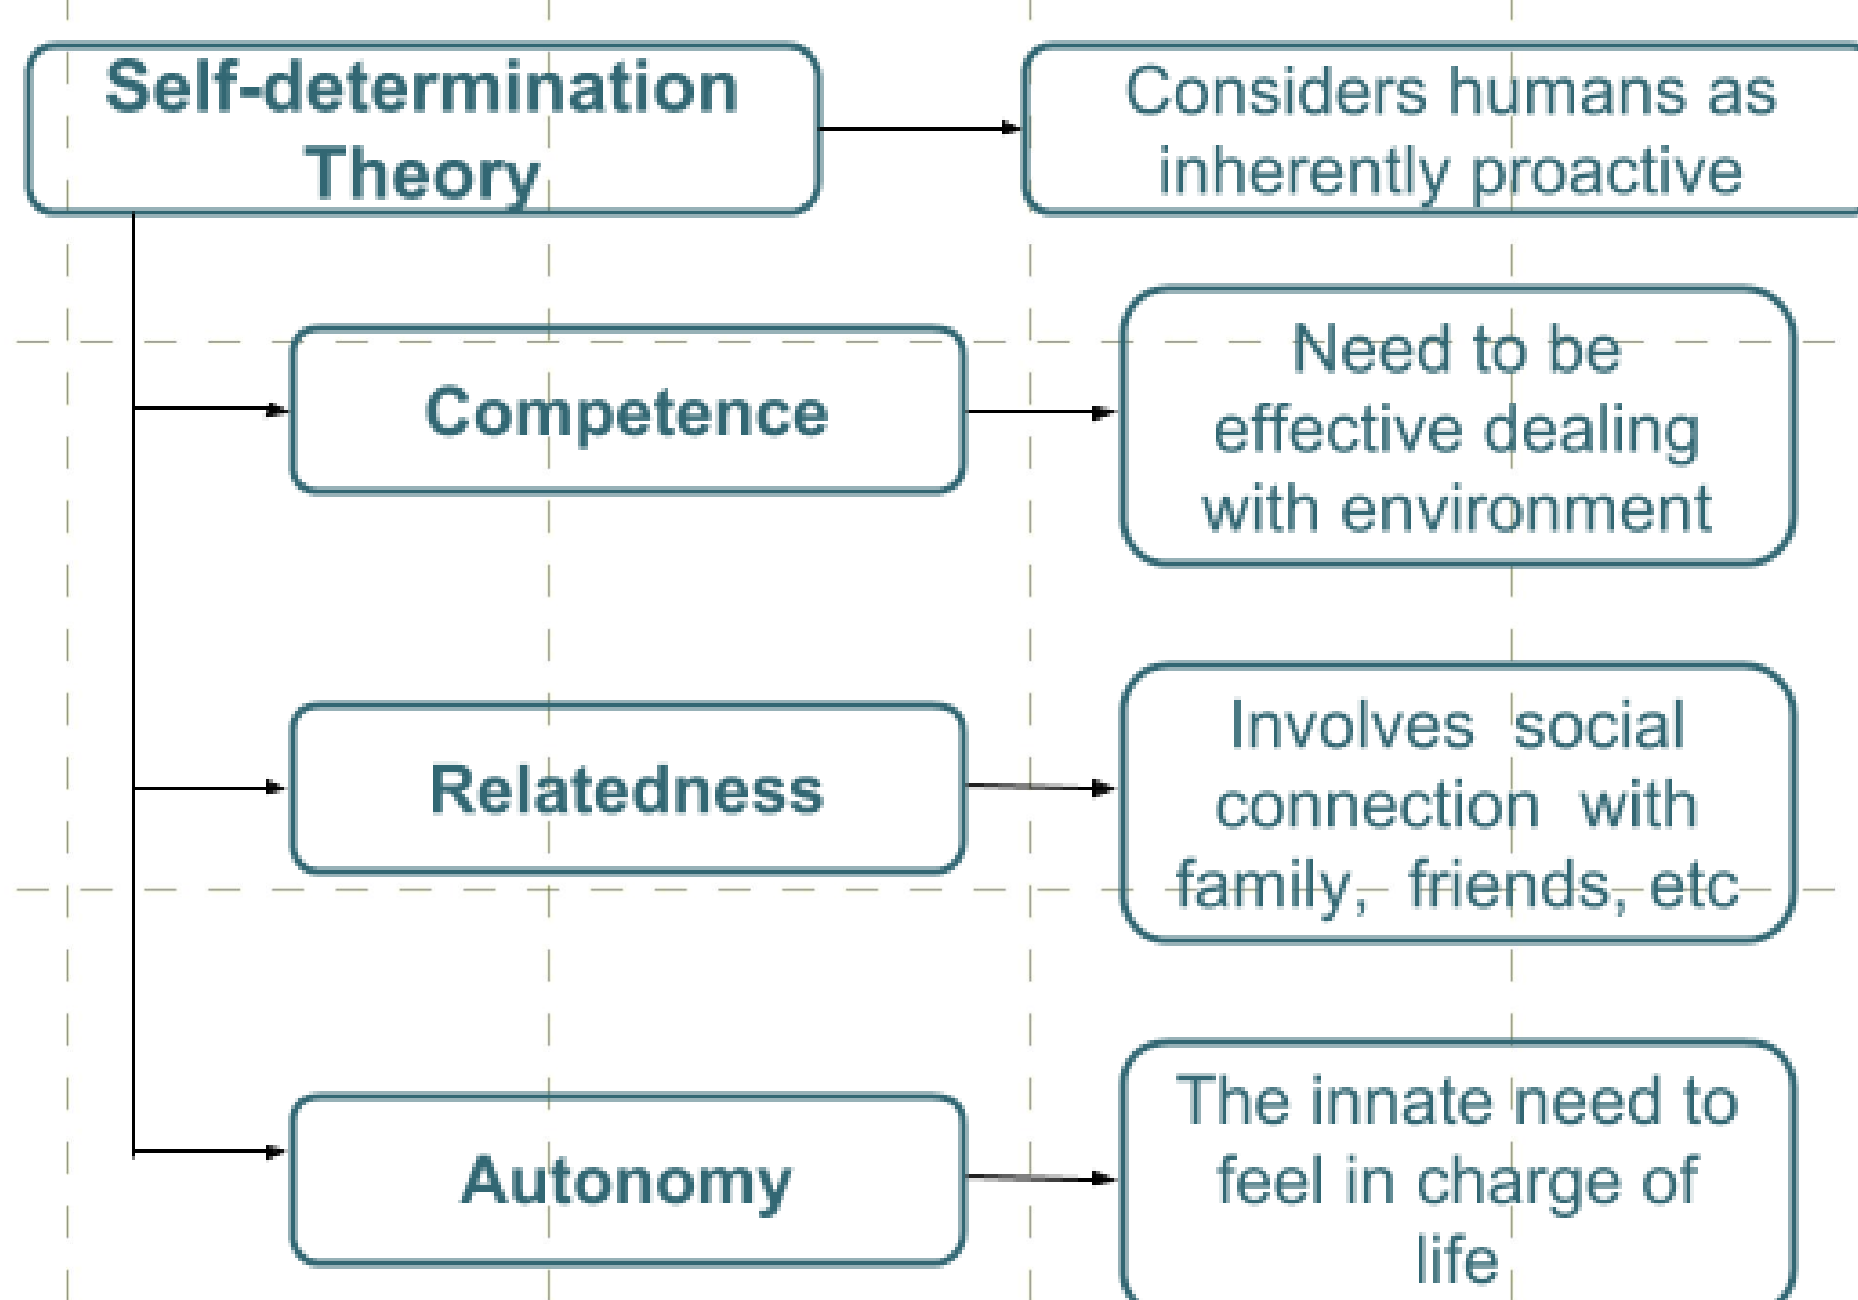 Self-determination
Theory
Considers humans as
inherently proactive
Competence
Need to be
effective dealing
with environment
Relatedness
Involves social
connection with
family, friends, etc
Autonomy
The innate need to
feel in charge of
life